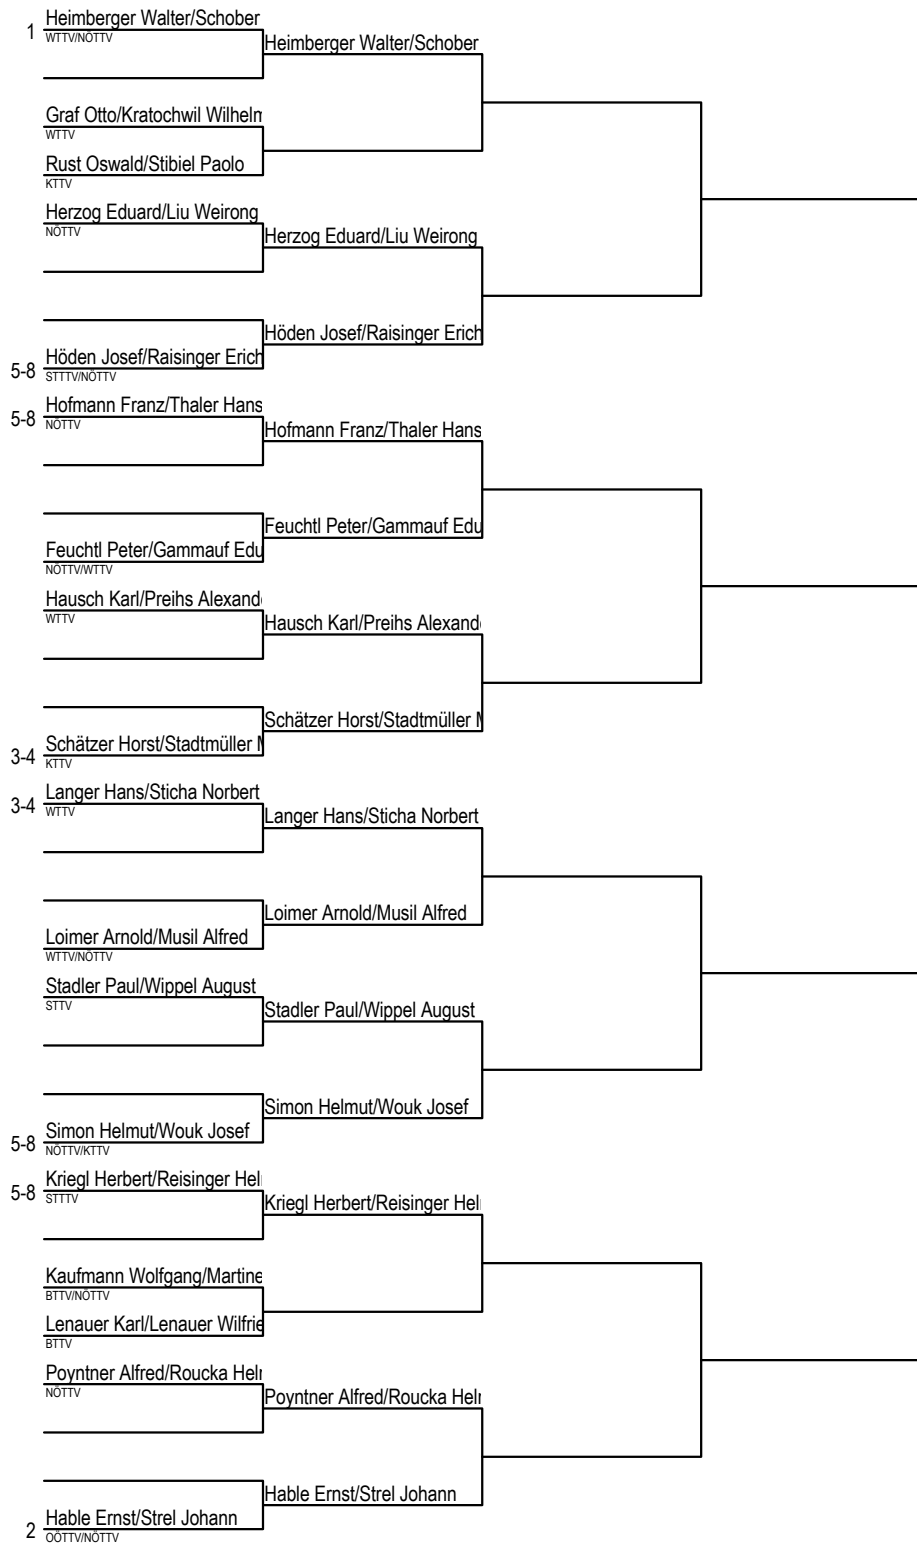 Heimberger Walter/Schober
1
WTTV/NÖTTV
Heimberger Walter/Schober
Graf Otto/Kratochwil Wilhelm
WTTV
Rust Oswald/Stibiel Paolo
KTTV
Herzog Eduard/Liu Weirong
NÖTTV
Herzog Eduard/Liu Weirong
Höden Josef/Raisinger Erich
5-8 Höden Josef/Raisinger Erich
STTTV/NÖTTV
5-8 Hofmann Franz/Thaler Hans
NÖTTV
Hofmann Franz/Thaler Hans
Feuchtl Peter/Gammauf Edu
Feuchtl Peter/Gammauf Edu
NÖTTV/WTTV
Hausch Karl/Preihs Alexand
WTTV
Hausch Karl/Preihs Alexand
Schätzer Horst/Stadtmüller M
3-4 Schätzer Horst/Stadtmüller M
KTTV
3-4 Langer Hans/Sticha Norbert
WTTV
Langer Hans/Sticha Norbert
Loimer Arnold/Musil Alfred
Loimer Arnold/Musil Alfred
WTTV/NÖTTV
Stadler Paul/Wippel August
STTV
Stadler Paul/Wippel August
Simon Helmut/Wouk Josef
5-8 Simon Helmut/Wouk Josef
NÖTTV/KTTV
5-8 Kriegl Herbert/Reisinger Hel
STTTV
Kriegl Herbert/Reisinger Hel
Kaufmann Wolfgang/Martine
BTTV/NÖTTV
Lenauer Karl/Lenauer Wilfrie
BTTV
Poyntner Alfred/Roucka Hel
NÖTTV
Poyntner Alfred/Roucka Hel
Hable Ernst/Strel Johann
2 Hable Ernst/Strel Johann
OÖTTV/NÖTTV